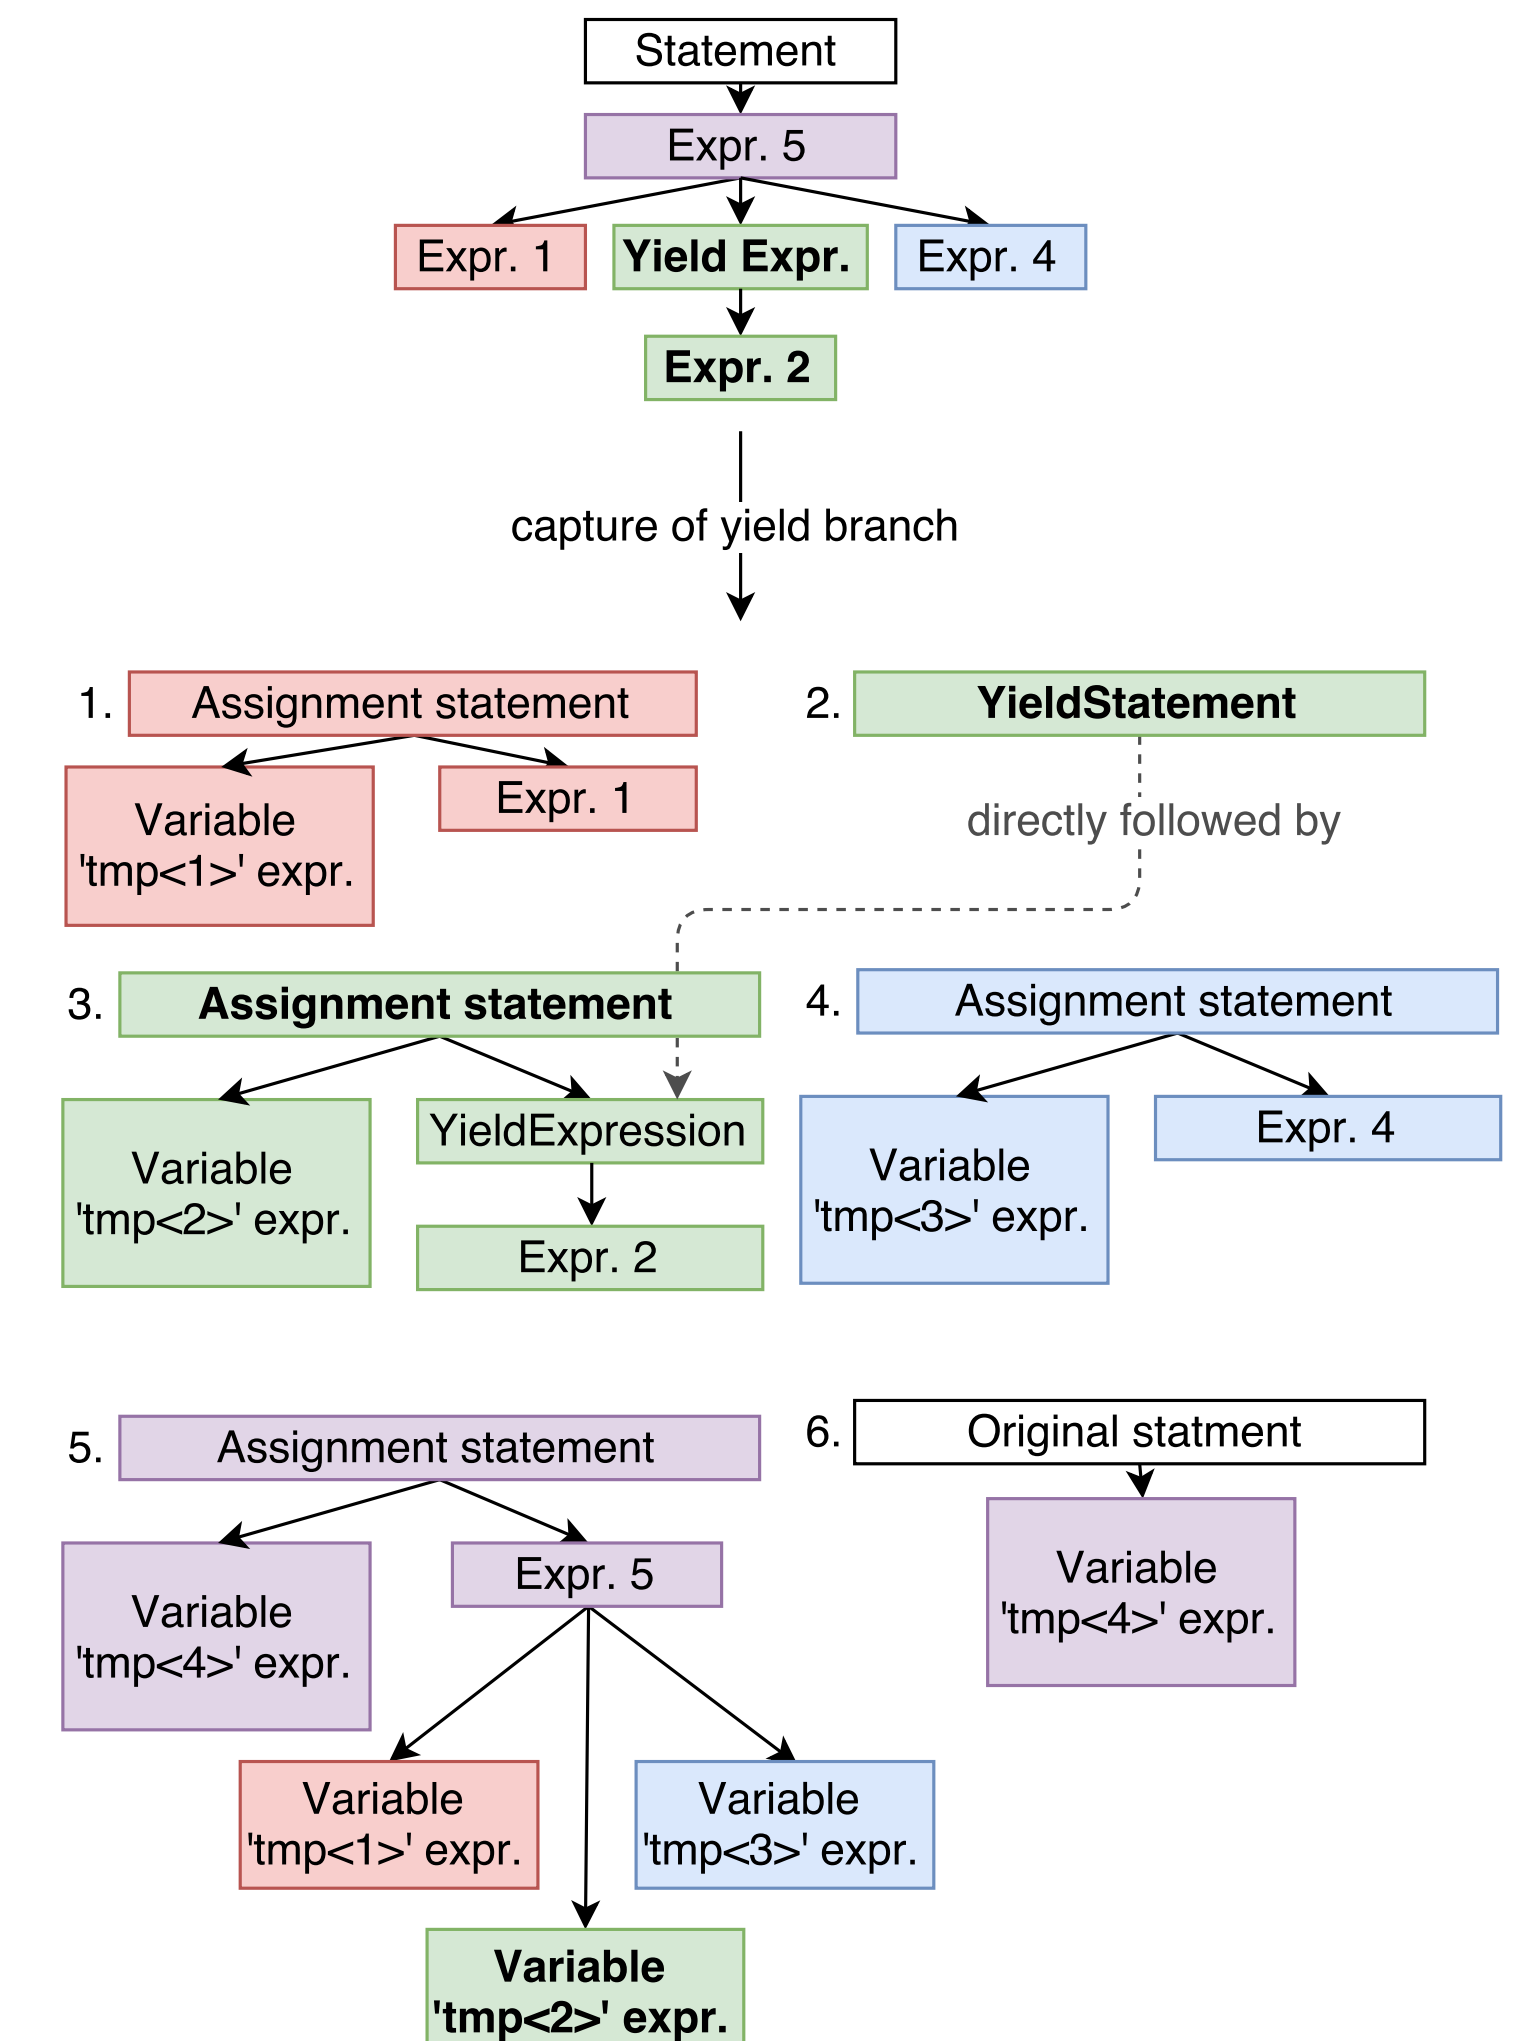 Statement
Expr. 5
Expr. 1
Yield Expr.
Expr. 4
Expr. 2
capture of yield branch
1.
Assignment statement
2.
YieldStatement
Variable
'tmp<1>' expr.
Expr. 1
directly followed by
3.
Assignment statement
4.
Assignment statement
Variable
'tmp<2>' expr.
YieldExpression
Expr. 2
Variable
'tmp<3>' expr.
Expr. 4
5.
Assignment statement
6.
Original statment
Variable
'tmp<4>' expr.
Expr. 5
Variable
'tmp<4>' expr.
Variable
'tmp<1>' expr.
Variable
'tmp<3>' expr.
Variable
'tmp<2>' expr.